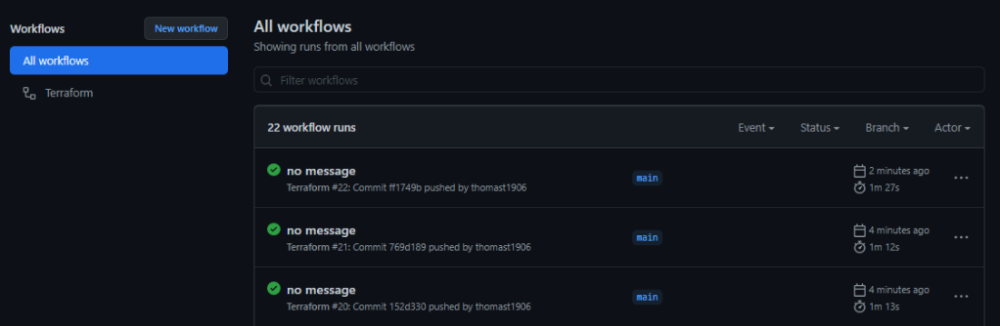 Workflows
New workflow
All workflows
Terraform
All workflows
Showing runs from all workflows
Filter workflows
22 workflow runs
Event
Status
Branch
Actor
no message
Terraform #22: Commit ff1749b pushed by thomast1906
main
2 minutes ago
1m 27s
no message
Terraform #21: Commit 769d189 pushed by thomast1906
main
4 minutes ago
1m 12s
no message
Terraform #20: Commit 152d330 pushed by thomast1906
main
4 minutes ago
1m 13s